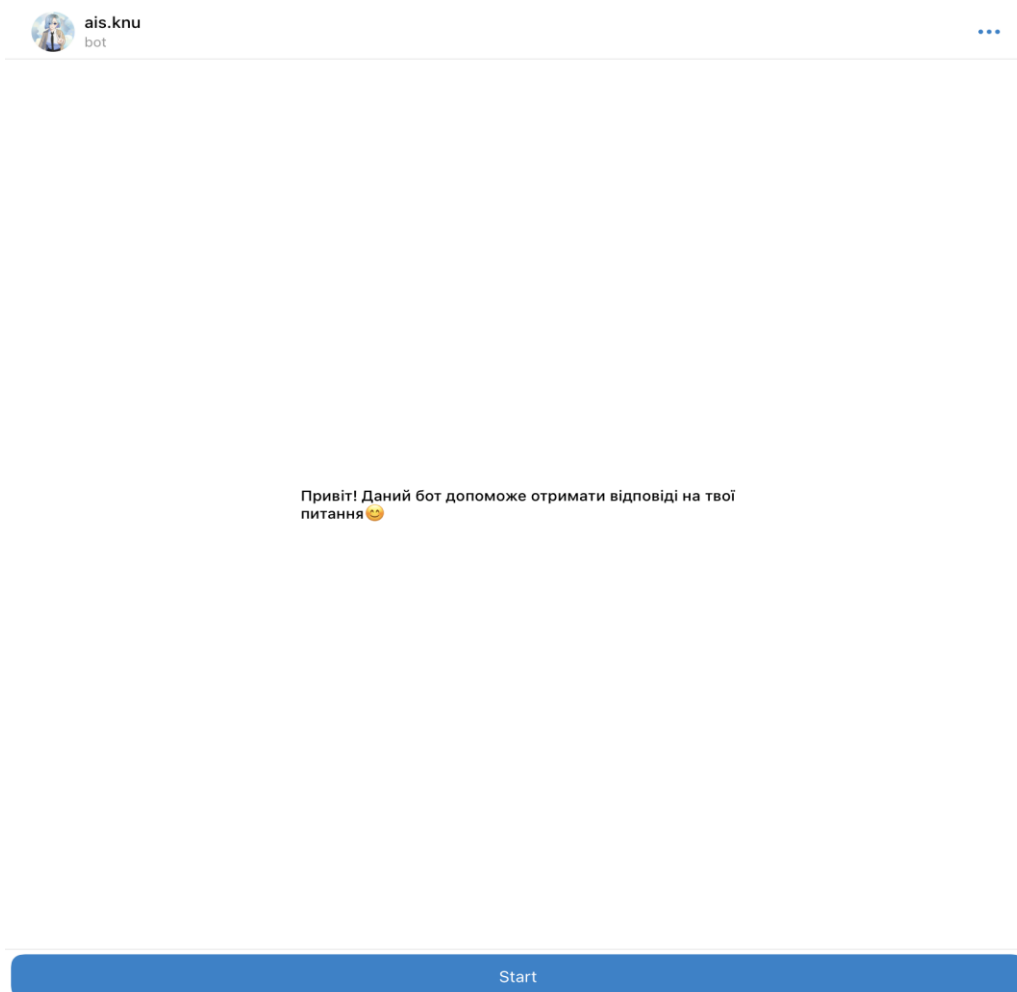 ais.knu
bot
Привіт! Даний бот допоможе отримати відповіді на твої
питання😊
Start